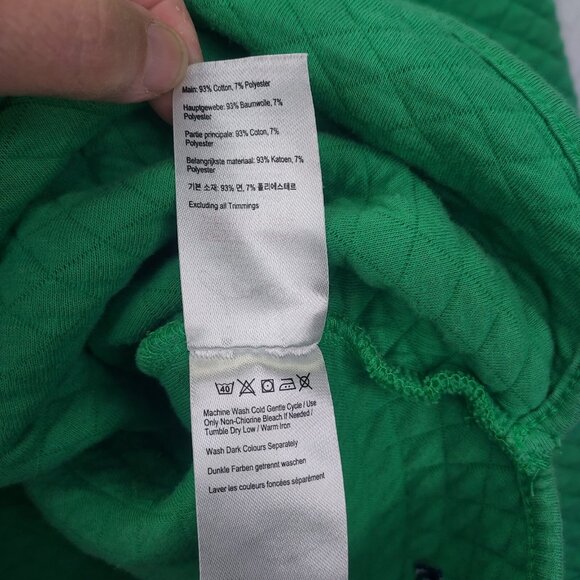 Main: 93% Cotton, 7% Polyester
Hauptgewebe: 93% Baumwolle, 7%
Polyester
Partie principale: 93% Coton, 7%
Polyester
Belangrijkste materiaal: 93% Katoen, 7%
Polyester
기본 소재: 93% 면, 7% 폴리에스테르
Excluding all Trimmings
40
Machine Wash Cold Gentle Cycle / Use
Only Non-Chlorine Bleach If Needed /
Tumble Dry Low / Warm Iron
Wash Dark Colours Separately
Dunkle Farben getrennt waschen
Laver les couleurs foncées séparément